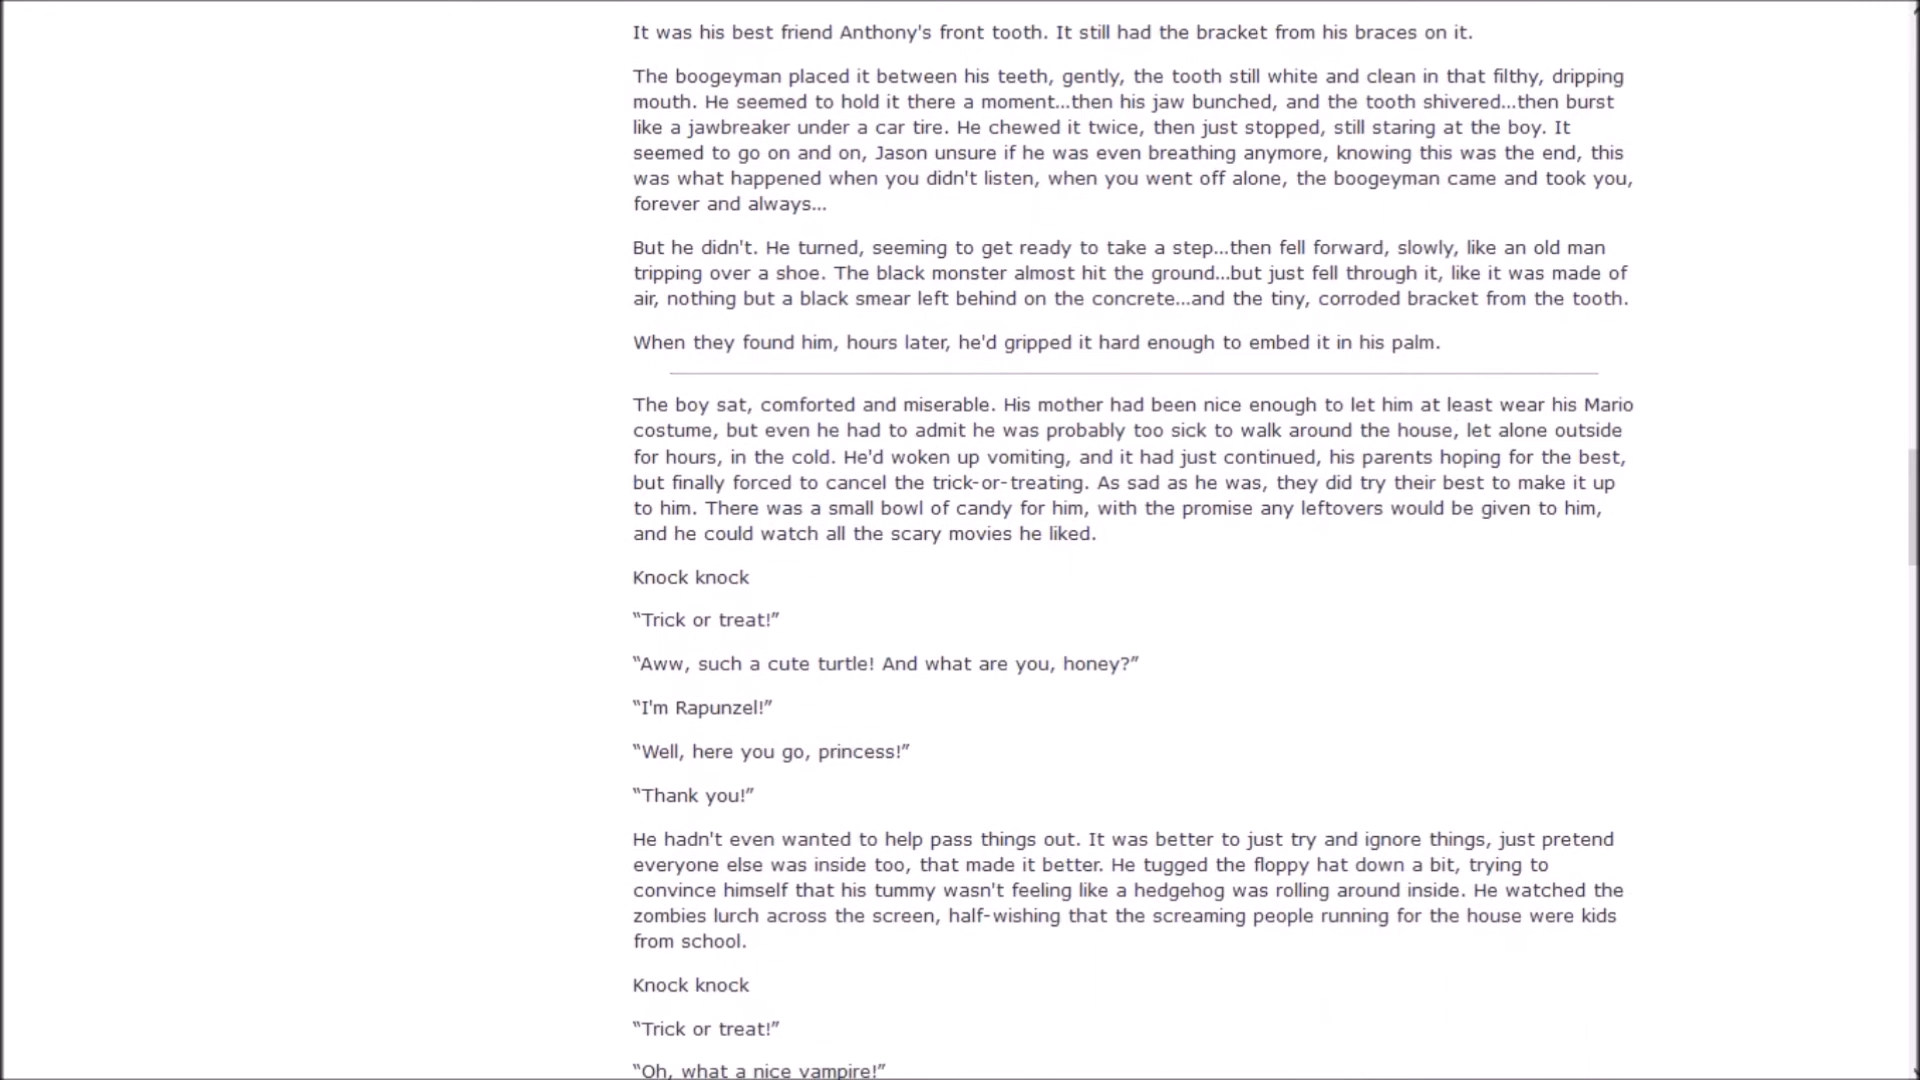 It was his best friend Anthony's front tooth. It still had the bracket from his braces on it.
The boogeyman placed it between his teeth, gently, the tooth still white and clean in that filthy, dripping
mouth. He seemed to hold it there a moment...then his jaw bunched, and the tooth shivered...then burst
like a jawbreaker under a car tire. He chewed it twice, then just stopped, still staring at the boy. It
seemed to go on and on, Jason unsure if he was even breathing anymore, knowing this was the end, this
was what happened when you didn't listen, when you went off alone, the boogeyman came and took you,
forever and always...
But he didn't. He turned, seeming to get ready to take a step...then fell forward, slowly, like an old man
tripping over a shoe. The black monster almost hit the ground...but just fell through it, like it was made of
air, nothing but a black smear left behind on the concrete...and the tiny, corroded bracket from the tooth.
When they found him, hours later, he'd gripped it hard enough to embed it in his palm.
The boy sat, comforted and miserable. His mother had been nice enough to let him at least wear his Mario
costume, but even he had to admit he was probably too sick to walk around the house, let alone outside
for hours, in the cold. He'd woken up vomiting, and it had just continued, his parents hoping for the best,
but finally forced to cancel the trick-or-treating. As sad as he was, they did try their best to make it up
to him. There was a small bowl of candy for him, with the promise any leftovers would be given to him,
and he could watch all the scary movies he liked.
Knock knock
“Trick or treat!”
“Aww, such a cute turtle! And what are you, honey?”
“I'm Rapunzel!”
“Well, here you go, princess!”
“Thank you!”
He hadn't even wanted to help pass things out. It was better to just try and ignore things, just pretend
everyone else was inside too, that made it better. He tugged the floppy hat down a bit, trying to
convince himself that his tummy wasn't feeling like a hedgehog was rolling around inside. He watched the
zombies lurch across the screen, half-wishing that the screaming people running for the house were kids
from school.
Knock knock
“Trick or treat!”
“Oh, what a nice vampire!”